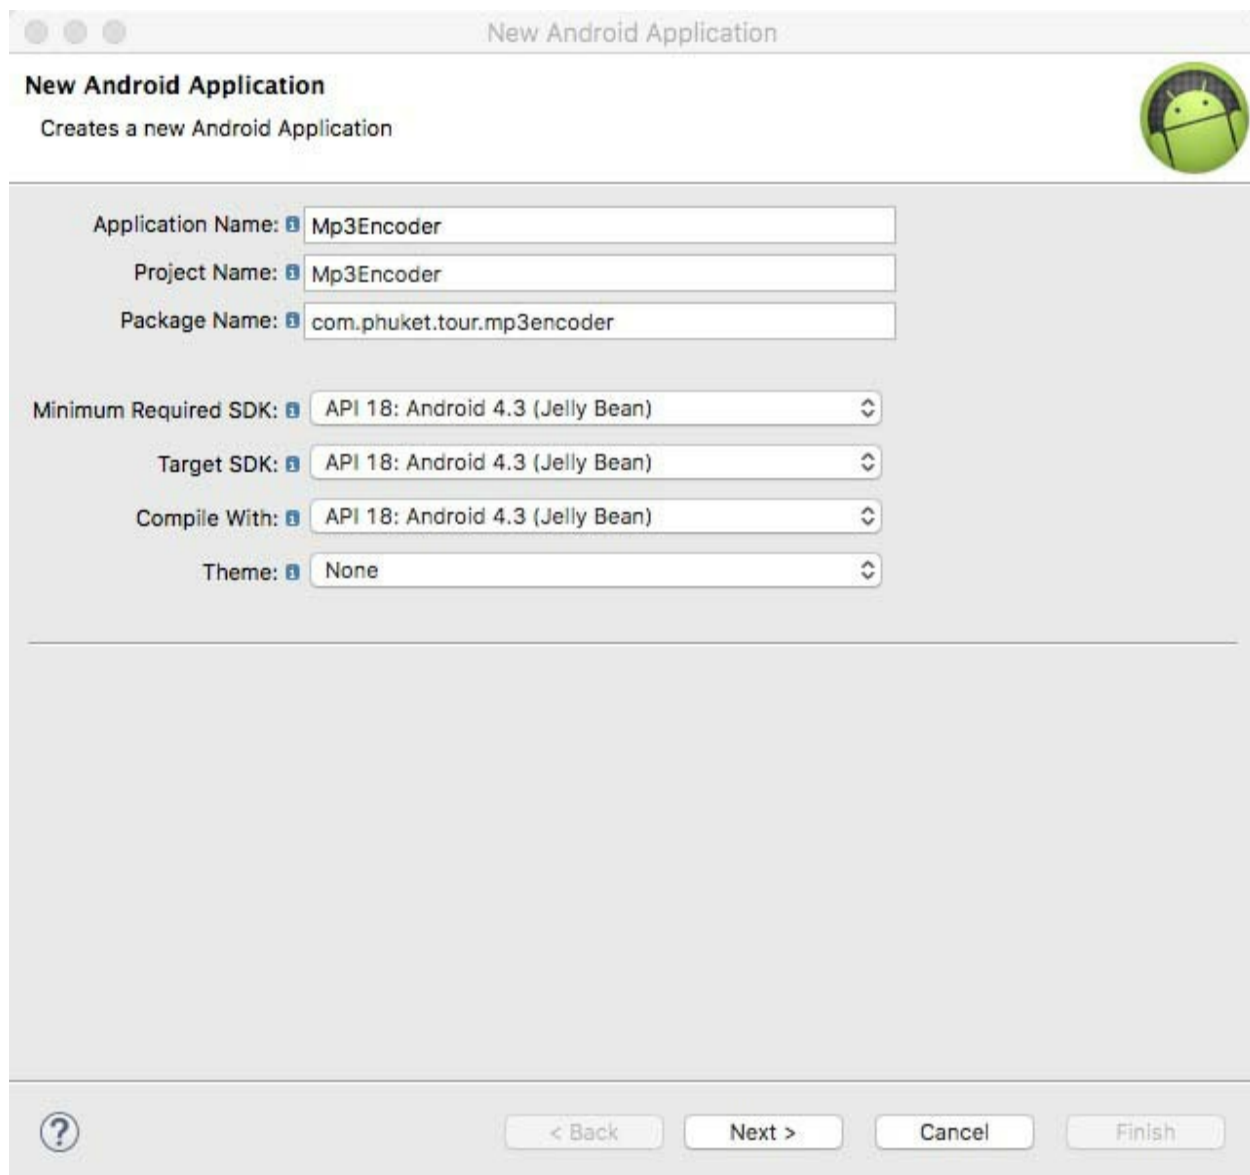 New Android Application
New Android Application
Creates a new Android Application
Application Name: Mp3Encoder
Project Name: Mp3Encoder
Package Name: com.phuket.tour.mp3encoder
Minimum Required SDK: API 18: Android 4.3 (Jelly Bean)
Target SDK: API 18: Android 4.3 (Jelly Bean)
Compile With: API 18: Android 4.3 (Jelly Bean)
Theme: None
? < Back Next > Cancel Finish